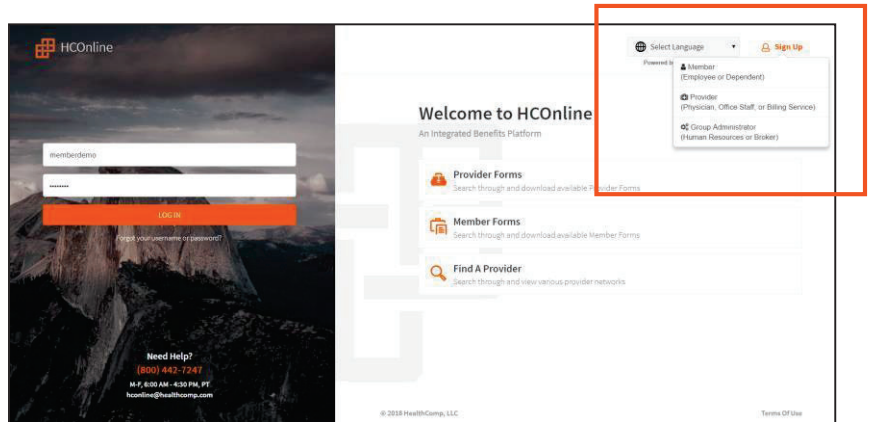 HCOnline
memberdemo
••••••••
LOG IN
Forgot your username or password?
Need Help?
(800) 442-7247
M-F, 6:00 AM - 4:30 PM, PT
hconline@healthcomp.com
Select Language ▼
Sign Up
Powered
Member
(Employee or Dependent)
Provider
(Physician, Office Staff, or Billing Service)
Group Administrator
(Human Resources or Broker)
Welcome to HCOnline
An Integrated Benefits Platform
Provider Forms
Search through and download available Provider Forms
Member Forms
Search through and download available Member Forms
Find A Provider
Search through and view various provider networks
© 2018 HealthComp, LLC
Terms Of Use